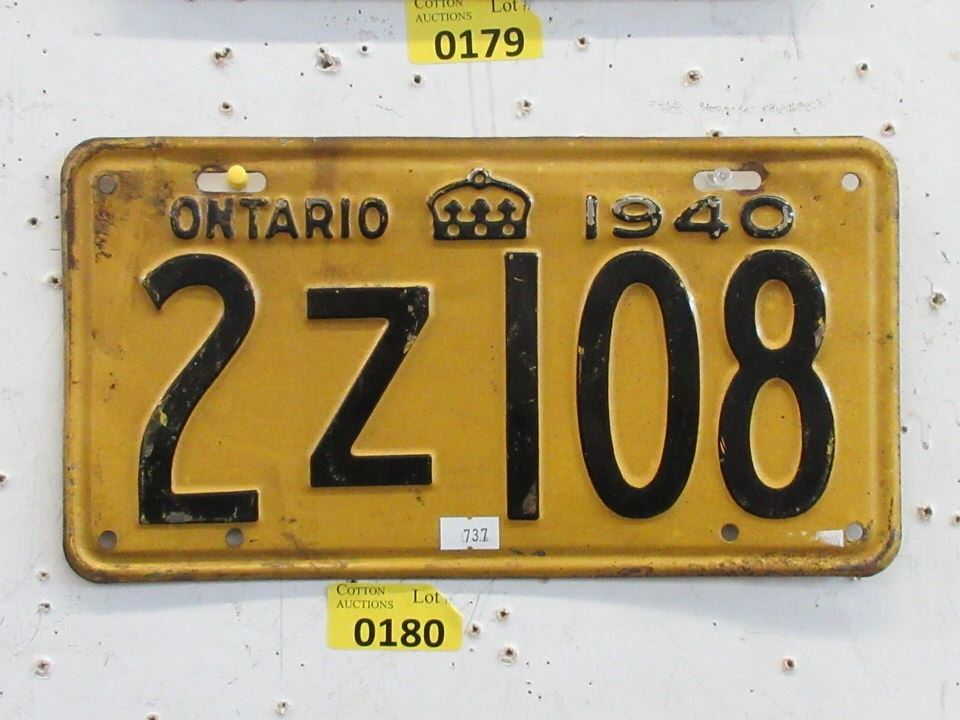 COTTON Lot
AUCTIONS
0179
ONTARIO 1940
2Z108
737
COTTON Lot
AUCTIONS
0180